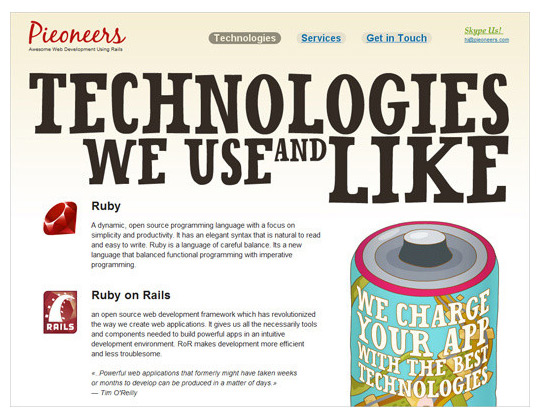 Pieoneers
Awesome Web Development Using Rails
Technologies Services Get in Touch
Skype Us!
hi@pieoneers.com
TECHNOLOGIES
WE USE AND LIKE
Ruby
A dynamic, open source programming language with a focus on
simplicity and productivity. It has an elegant syntax that is natural to read
and easy to write. Ruby is a language of careful balance. Its a new
language that balanced functional programming with imperative
programming.
Ruby on Rails
RAILS
an open source web development framework which has revolutionized
the way we create web applications. It gives us all the necessarily tools
and components needed to build powerful apps in an intuitive
development environment. RoR makes development more efficient
and less troublesome.
«. Powerful web applications that formerly might have taken weeks
or months to develop can be produced in a matter of days.»
— Tim O'Reilly
WE CHARGE
YOUR APP
WITH THE BEST
TECHNOLOGIES